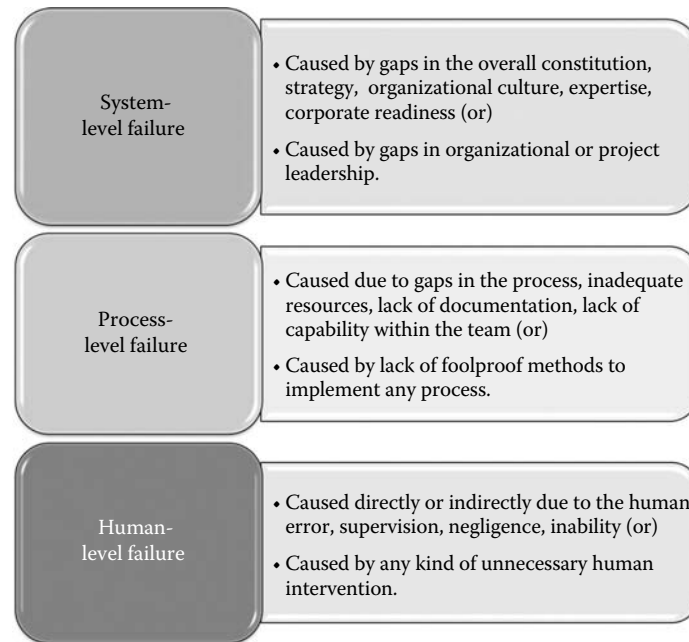 System-
level failure
• Caused by gaps in the overall constitution,
strategy, organizational culture, expertise,
corporate readiness (or)
• Caused by gaps in organizational or project
leadership.
Process-
level failure
• Caused due to gaps in the process, inadequate
resources, lack of documentation, lack of
capability within the team (or)
• Caused by lack of foolproof methods to
implement any process.
Human-
level failure
• Caused directly or indirectly due to the human
error, supervision, negligence, inability (or)
• Caused by any kind of unnecessary human
intervention.